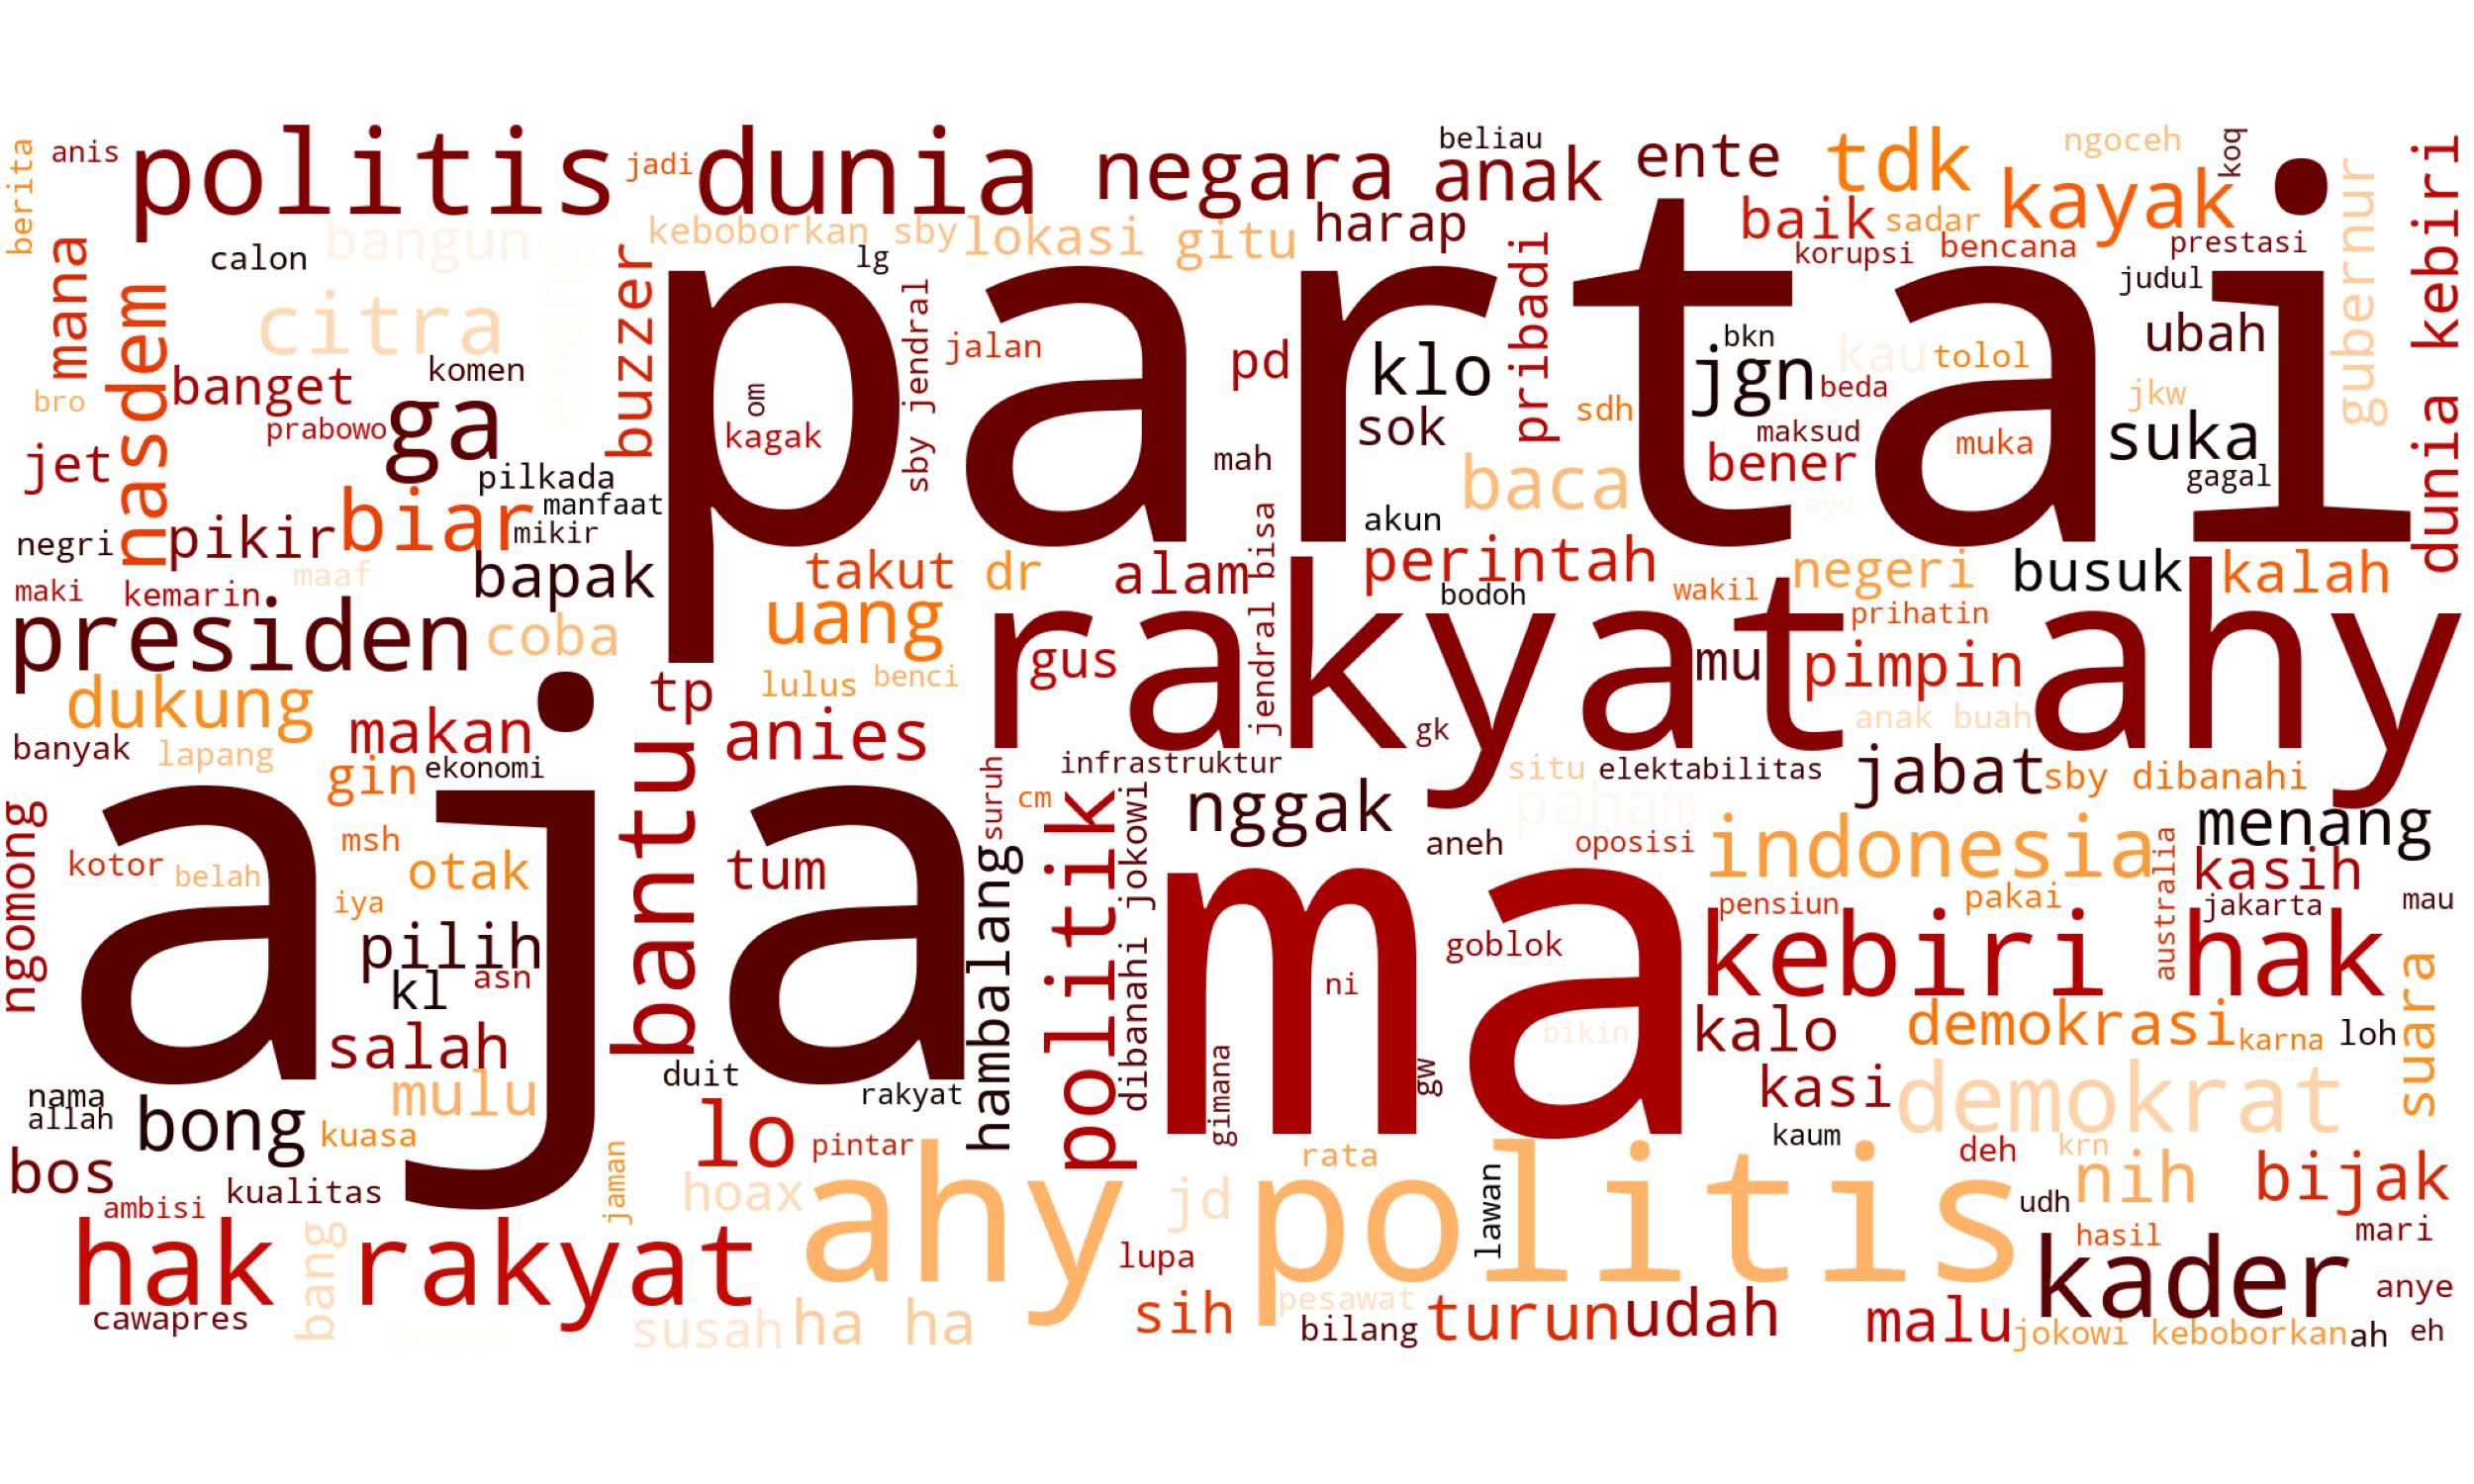 berita
anis
politis dunia
jadi
negara
beliau
anak
ente
tdk
ngoceh
koq
kayak
baik
sadar
korupsi
bencana
prestasi
judul
gubernur
dunia kebiri
calon
bangun
emang
keboborkan sby
lokasi
gitu
harap
lg
mana
nasdem
citra
buzzer
partai
sby jendral
jalan
pd
klo
sok
pribadi
bkn
jgn
kau
tolol
beda
jkw
ubah
suka
gagal
bro
banget
komen
prabowo
ga
om
kagak
sdh
maksud
muka
bener
mah
baca
ayo
jet
pilkada
manfaat
mikir
negri
pikir
biar
akun
maki
kemarin
maaf
bapak
takut
dr
alam
jendral bisa
perintah
bodoh
wakil
negeri
busuk
kalah
prihatin
presiden
coba
uang
rakyat
ahy
gus
mu
pimpin
dukung
tp
lulus
benci
anak buah
banyak
lapang
makan
anies
gk
gin
ekonomi
bantu
suruh
infrastruktur
situ
elektabilitas
jabat
sby dibanahi
aja
cm
nggak
paham
ngomong
kotor
belah
msh
otak
iya
tum
hambalang
politik
dibanahi jokowi
aneh
oposisi
indonesia
australia
menang
kasih
ma
goblok
pensiun
pakai
jakarta
mau
pilih
kl
asn
ni
kebiri
hak
suara
salah
bikin
kalo
demokrasi
karna
loh
nama
allah
mulu
duit
rakyat
gimana
gw
kasi
demokrat
bong
kuasa
lo
pintar
kaum
bos
ambisi
kualitas
jaman
hoax
ahy politis
jd
rata
lawan
deh
krn
nih
udh
bijak
hak rakyat
bang
lupa
kader
hasil
mari
anye
cawapres
susah
ha ha
sih
pesawat
bilang
turun
udah
malu
jokowi keboborkan
ah
eh